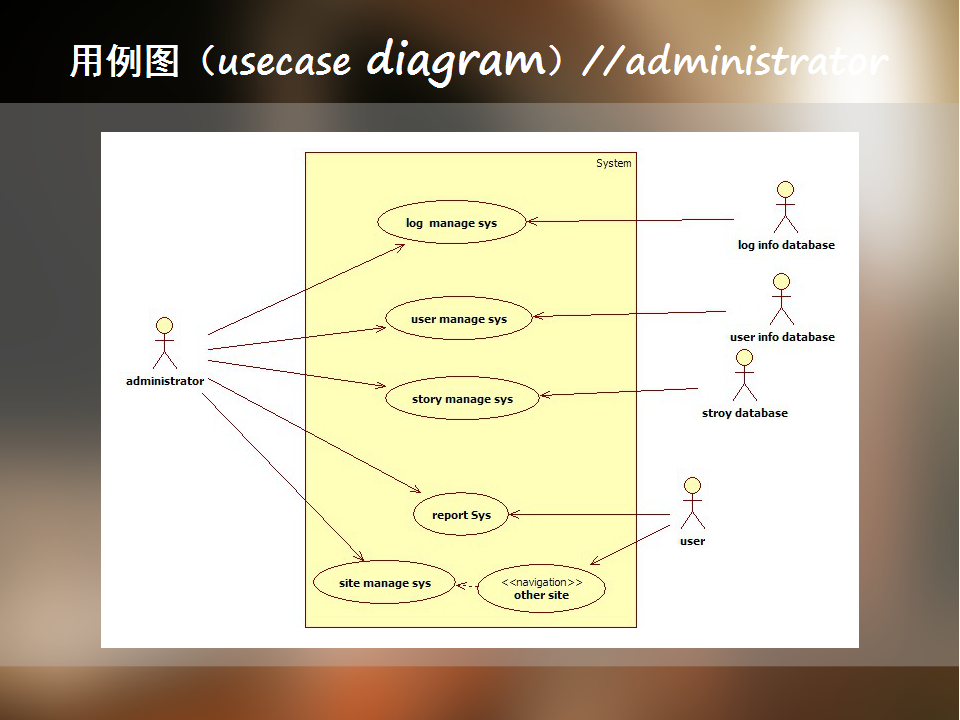 用例图（usecase diagram）//administrator
System
log manage sys
log info database
user manage sys
user info database
administrator
story manage sys
stroy database
report Sys
user
site manage sys
<<navigation>>
other site